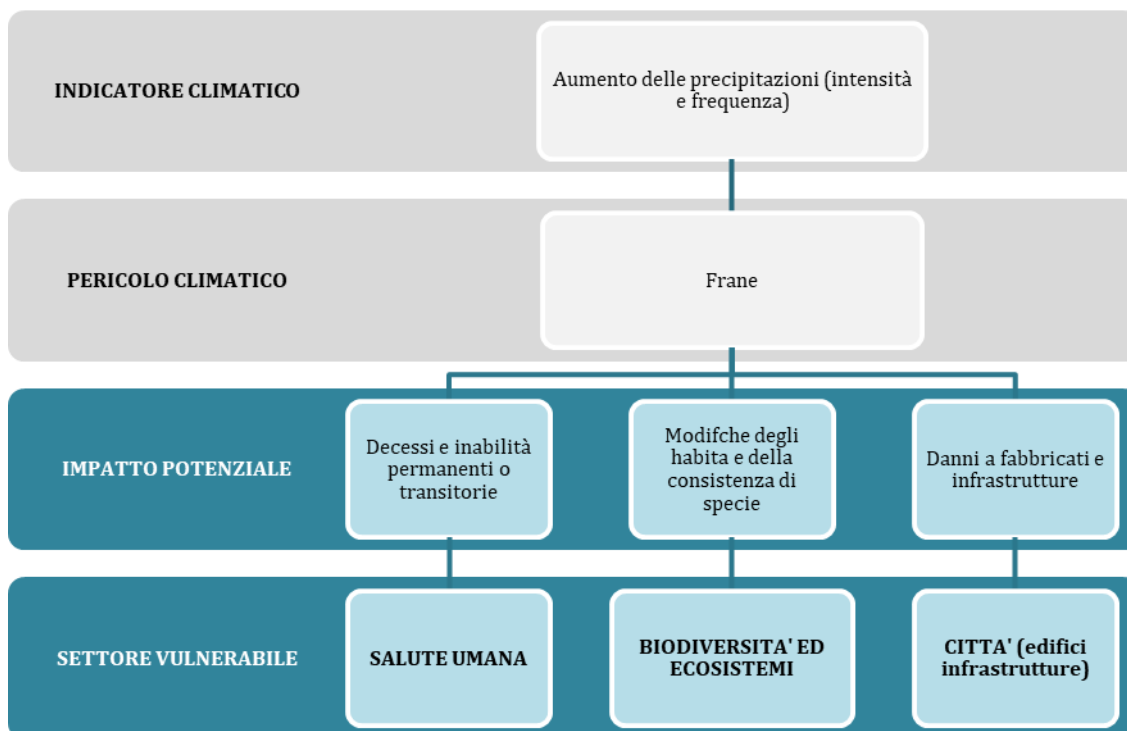 INDICATORE CLIMATICO
Aumento delle precipitazioni (intensità
e frequenza)
PERICOLO CLIMATICO
Frane
IMPATTO POTENZIALE
Decessi e inabilità
permanenti o
transitorie
Modifche degli
habita e della
consistenza di
specie
Danni a fabbricati e
infrastrutture
SETTORE VULNERABILE
SALUTE UMANA
BIODIVERSITA' ED
ECOSISTEMI
CITTA' (edifici
infrastrutture)